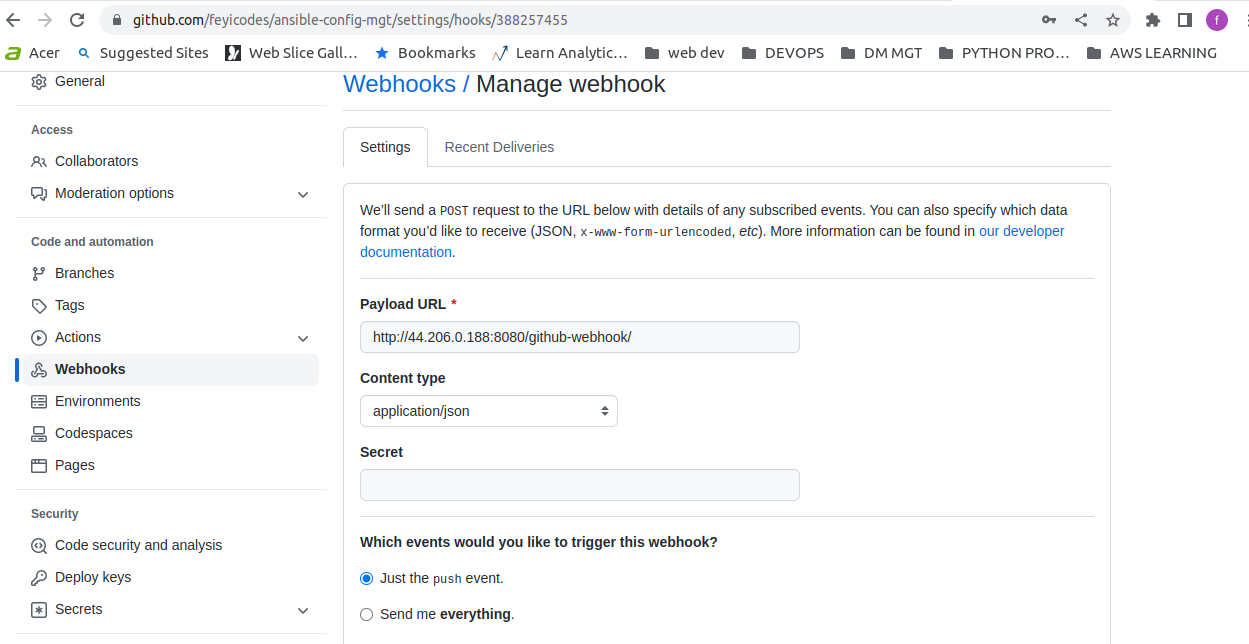 github.com/feyicodes/ansible-config-mgt/settings/hooks/388257455
f
Acer Suggested Sites Web Slice Gall... Bookmarks Learn Analytic... web dev DEVOPS DM MGT PYTHON PRO... AWS LEARNING
General
Access
Collaborators
Moderation options
Code and automation
Branches
Tags
Actions
Webhooks
Environments
Codespaces
Pages
Security
Code security and analysis
Deploy keys
Secrets
Webhooks / Manage webhook
Settings Recent Deliveries
We’ll send a POST request to the URL below with details of any subscribed events. You can also specify which data
format you’d like to receive (JSON, x-www-form-urlencoded, etc). More information can be found in our developer
documentation.
Payload URL *
http://44.206.0.188:8080/github-webhook/
Content type
application/json
Secret
Which events would you like to trigger this webhook?
Just the push event.
Send me everything.